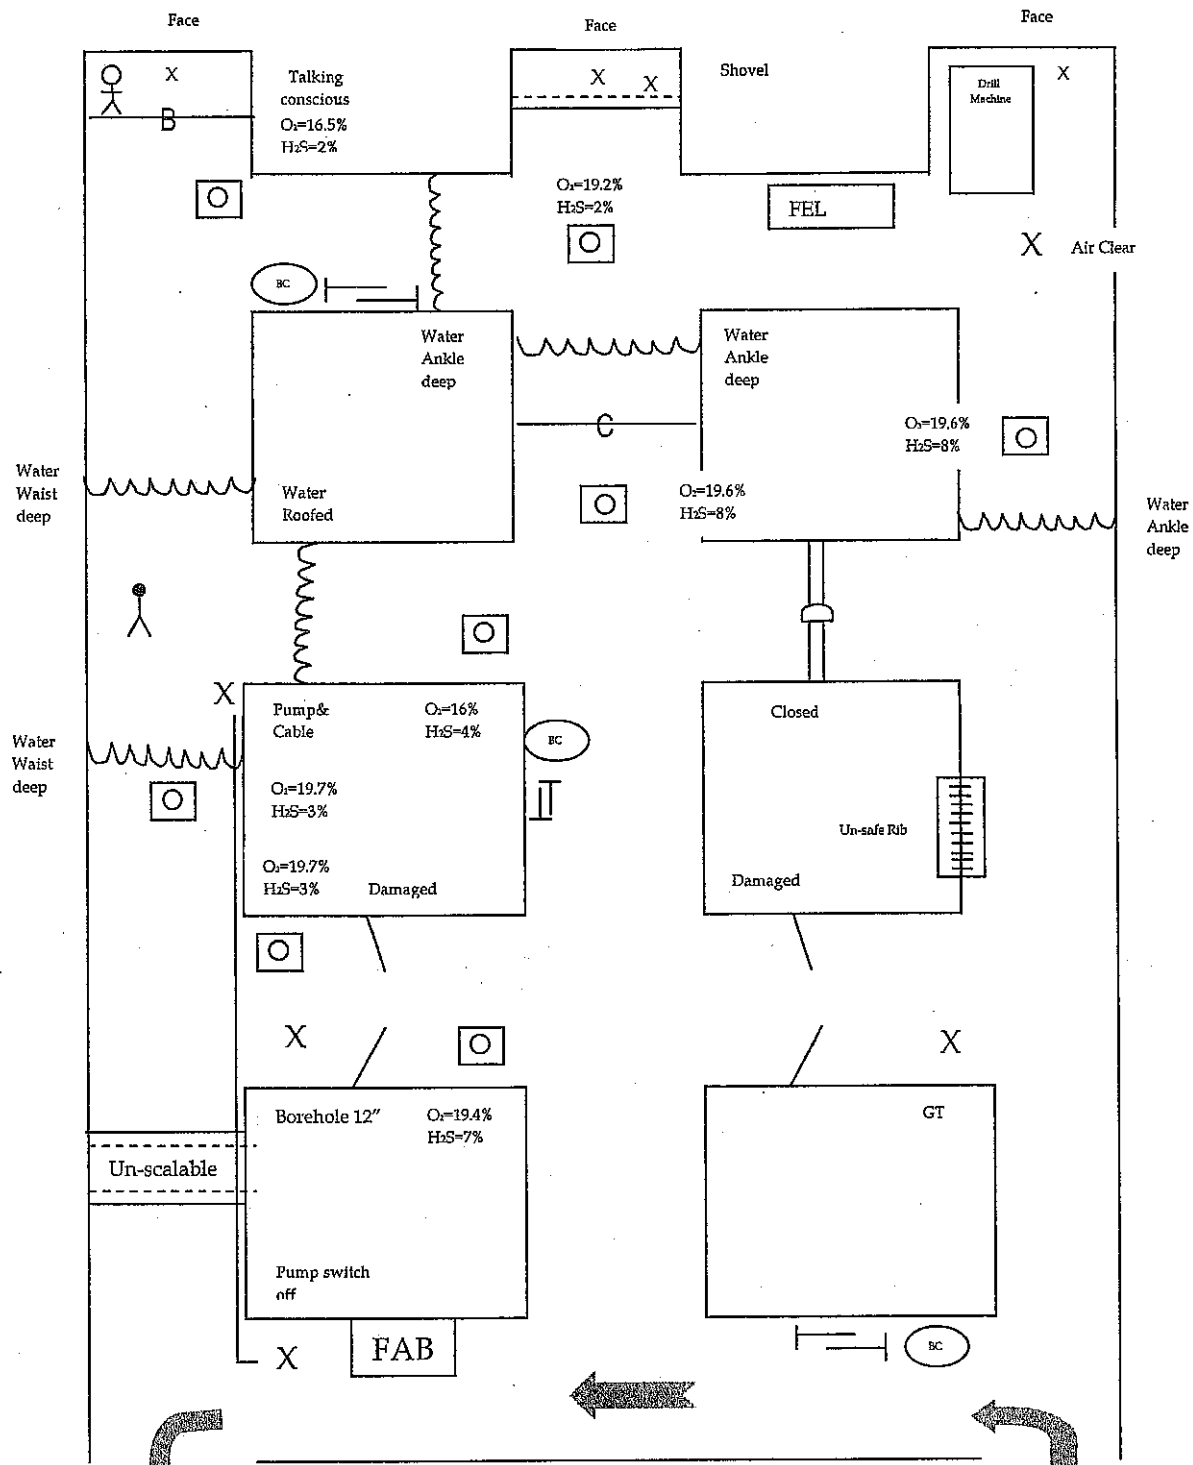 Face
Face
Face
X
Talking
conscious
O₂=16.5%
H₂S=2%
X
X
Shovel
Drill
Machine
X
B
O
O₂=19.2%
H₂S=2%
O
FEL
X
Air Clear
BC
Water
Ankle
deep
Water
Ankle
deep
C
O₂=19.6%
H₂S=8%
O
Water
Waist
deep
Water
Roofed
O
O₂=19.6%
H₂S=8%
Water
Ankle
deep
O
X
Pump&
Cable
O₂=16%
H₂S=4%
BC
Closed
Water
Waist
deep
O
O₂=19.7%
H₂S=3%
Un-safe Rib
O₂=19.7%
H₂S=3%
Damaged
Damaged
O
X
O
X
Borehole 12"
O₂=19.4%
H₂S=7%
GT
Un-scalable
Pump switch
off
X
FAB
BC